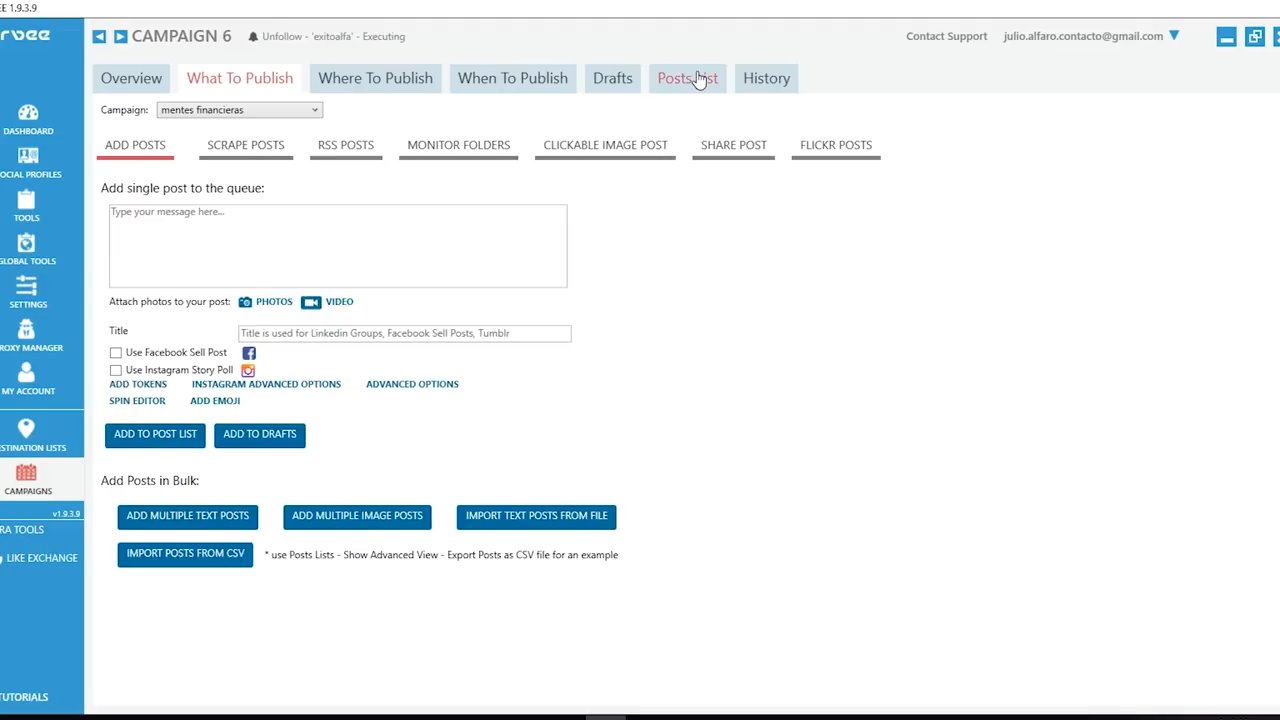 EE 1.9.3.9
CAMPAIGN 6
Unfollow - 'exitoalfa' - Executing
Contact Support
julio.alfaro.contacto@gmail.com
Overview
What To Publish
Where To Publish
When To Publish
Drafts
Posts List
History
Campaign:
mentes financieras
ADD POSTS
SCRAPE POSTS
RSS POSTS
MONITOR FOLDERS
CLICKABLE IMAGE POST
SHARE POST
FLICKR POSTS
Add single post to the queue:
Type your message here...
Attach photos to your post:
PHOTOS
VIDEO
Title
Title is used for Linkedin Groups, Facebook Sell Posts, Tumblr
Use Facebook Sell Post
Use Instagram Story Poll
ADD TOKENS
INSTAGRAM ADVANCED OPTIONS
ADVANCED OPTIONS
SPIN EDITOR
ADD EMOJI
ADD TO POST LIST
ADD TO DRAFTS
Add Posts in Bulk:
ADD MULTIPLE TEXT POSTS
ADD MULTIPLE IMAGE POSTS
IMPORT TEXT POSTS FROM FILE
IMPORT POSTS FROM CSV
* use Posts Lists - Show Advanced View - Export Posts as CSV file for an example
rvee
DASHBOARD
OCIAL PROFILES
TOOLS
GLOBAL TOOLS
SETTINGS
ROXY MANAGER
MY ACCOUNT
ESTINATION LISTS
CAMPAIGNS
v1.9.3.9
RA TOOLS
LIKE EXCHANGE
TUTORIALS